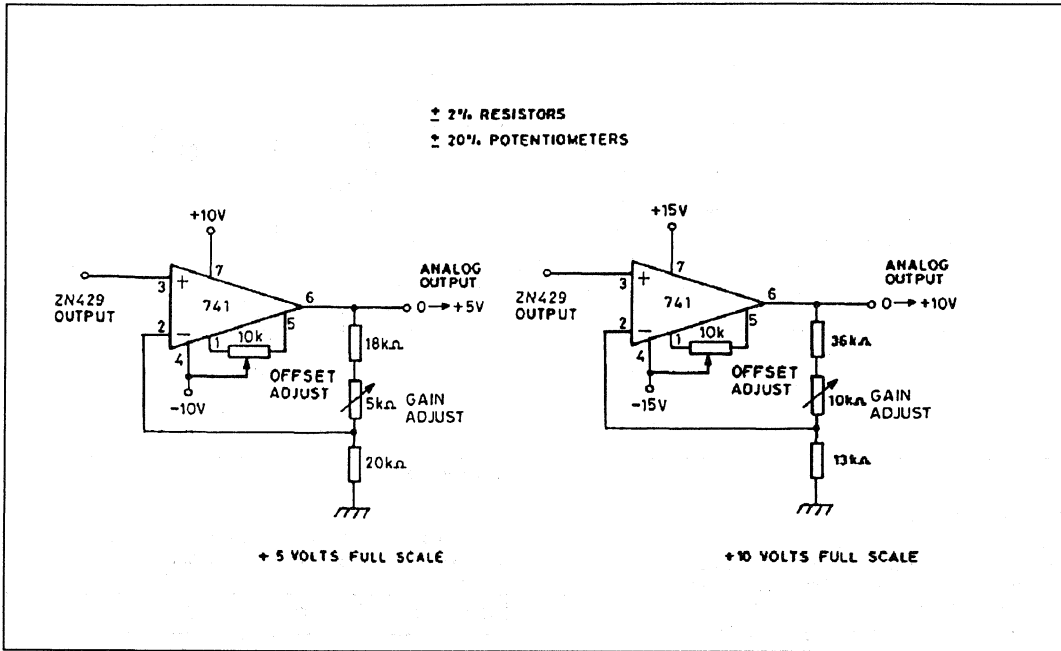 ± 2% RESISTORS
± 20% POTENTIOMETERS
+10V
7
+
3
ZN429
OUTPUT
741
6
ANALOG
OUTPUT
0→+5V
2
−
1
10k
5
4
OFFSET
ADJUST
-10V
18kΩ
5kΩ GAIN
ADJUST
20kΩ
+ 5 VOLTS FULL SCALE
+15V
7
+
3
ZN429
OUTPUT
741
6
ANALOG
OUTPUT
0→+10V
2
−
1
10k
5
4
OFFSET
ADJUST
-15V
36kΩ
10kΩ GAIN
ADJUST
13kΩ
+10 VOLTS FULL SCALE